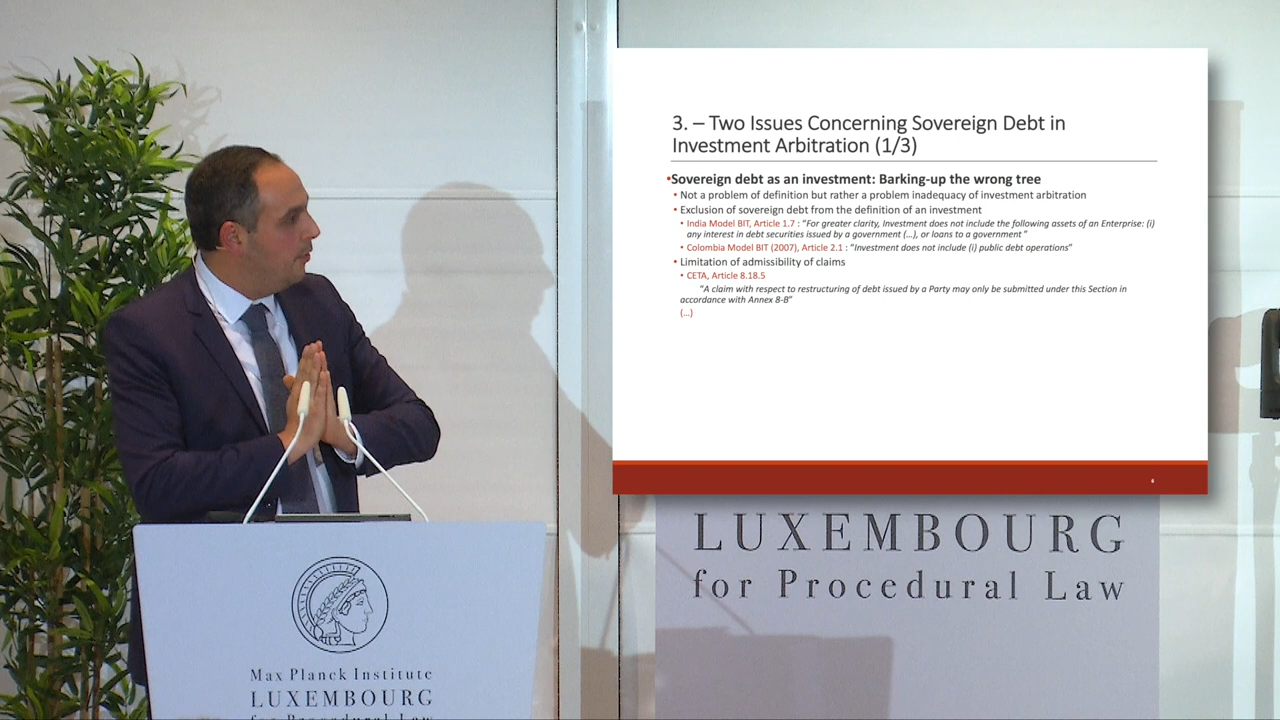 3. – Two Issues Concerning Sovereign Debt in
Investment Arbitration (1/3)
•Sovereign debt as an investment: Barking-up the wrong tree
• Not a problem of definition but rather a problem inadequacy of investment arbitration
• Exclusion of sovereign debt from the definition of an investment
• India Model BIT, Article 1.7 : “For greater clarity, Investment does not include the following assets of an Enterprise: (i)
any interest in debt securities issued by a government (…), or loans to a government”
• Colombia Model BIT (2007), Article 2.1 : “Investment does not include (i) public debt operations”
• Limitation of admissibility of claims
• CETA, Article 8.18.5
“A claim with respect to restructuring of debt issued by a Party may only be submitted under this Section in
accordance with Annex 8-B”
(…)
6
LUXEMBOURG
for Procedural Law
Max Planck Institute
LUXEMBOURG
for Procedural Law